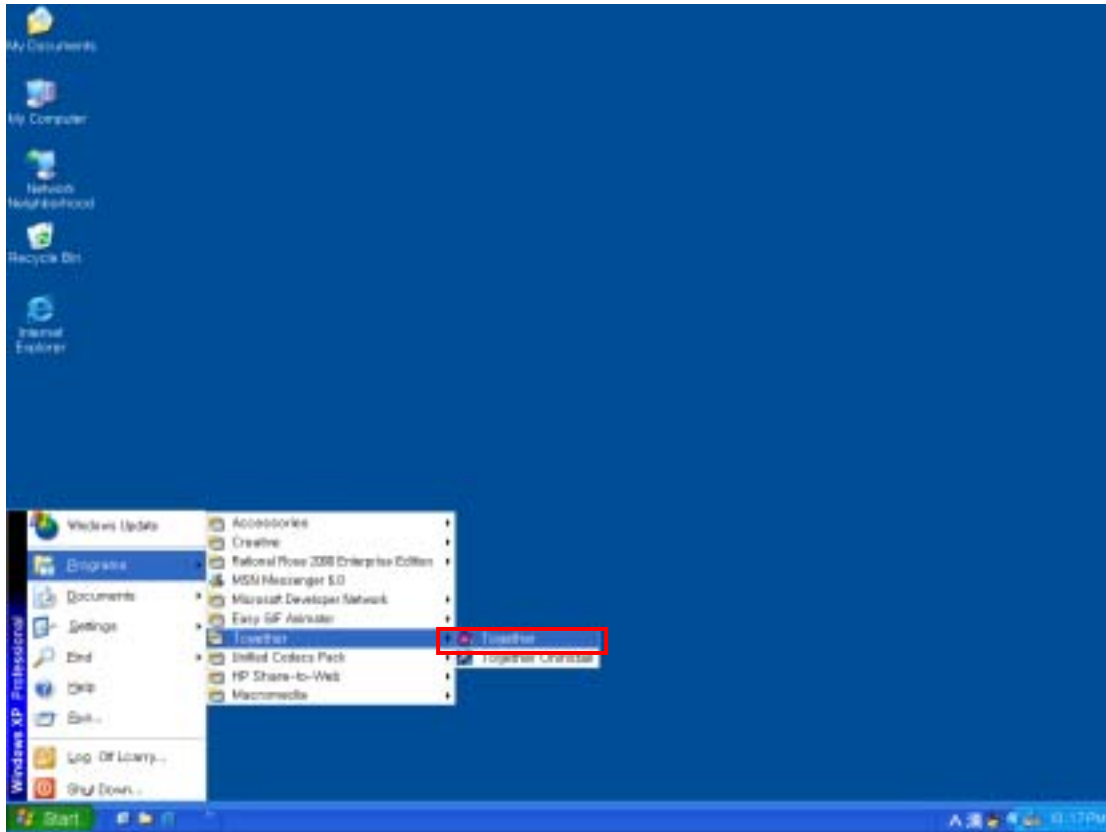 My Documents
My Computer
Network
Neighborhood
Recycle Bin
Internet
Explorer
Windows Update
Programs
Documents
Settings
Find
Help
Run...
Log Off
Shut Down...
Windows XP Professional
Accessories
Creative
Rational Rose 2000 Enterprise Edition
MSN Messenger 6.0
Microsoft Developer Network
Easy GIF Animator
Together
Unified Codecs Pack
HP Share-to-Web
Macromedia
Together
Together Uninstall
Start
PM